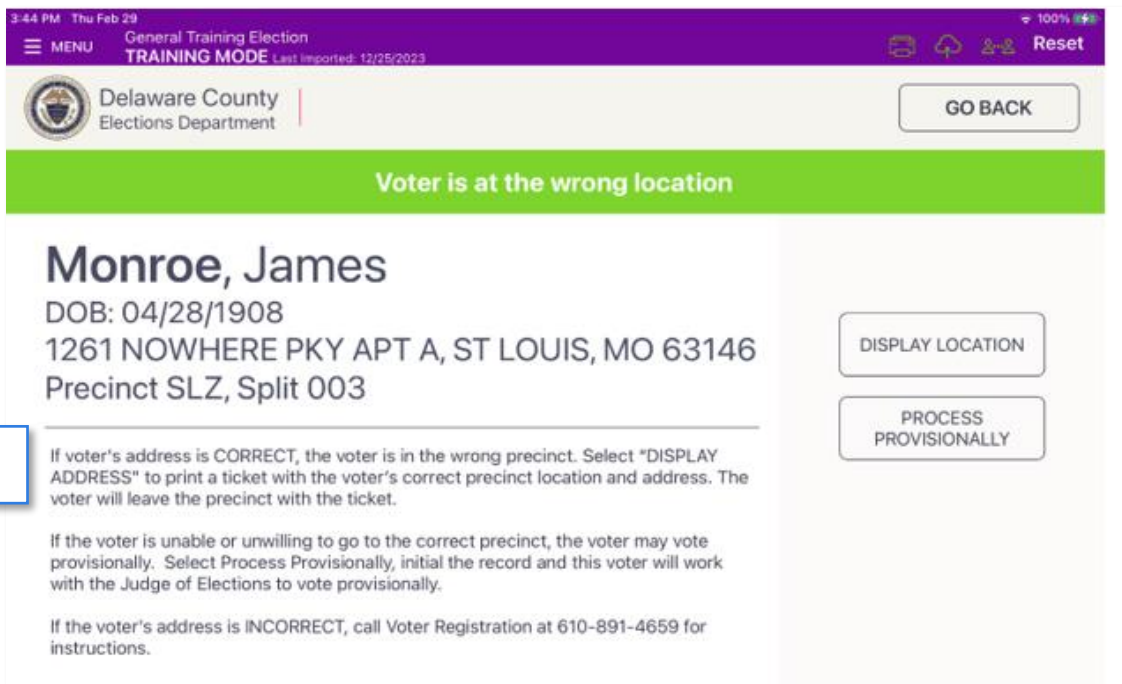 3:44 PM Thu Feb 29
100%
MENU
General Training Election
TRAINING MODE Last Imported: 12/25/2023
Reset
Delaware County
Elections Department
GO BACK
Voter is at the wrong location
Monroe, James
DOB: 04/28/1908
1261 NOWHERE PKY APT A, ST LOUIS, MO 63146
Precinct SLZ, Split 003
DISPLAY LOCATION
PROCESS
PROVISIONALLY
If voter's address is CORRECT, the voter is in the wrong precinct. Select "DISPLAY
ADDRESS" to print a ticket with the voter's correct precinct location and address. The
voter will leave the precinct with the ticket.
If the voter is unable or unwilling to go to the correct precinct, the voter may vote
provisionally. Select Process Provisionally, initial the record and this voter will work
with the Judge of Elections to vote provisionally.
If the voter's address is INCORRECT, call Voter Registration at 610-891-4659 for
instructions.